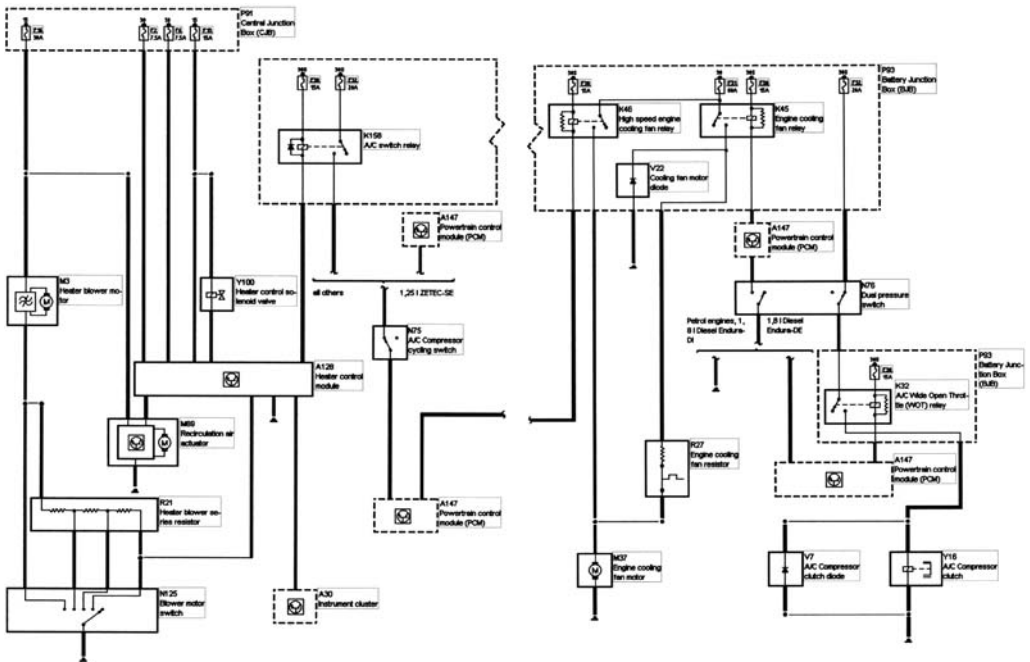 P91
Central Junction
Box (CJB)
7.5A
7.5A
15A
K158
A/C switch relay
A147
Powertrain control
module (PCM)
all others
1,25 l ZETEC-SE
M3
Heater blower mo-
tor
Y100
Heater control so-
lenoid valve
N75
A/C Compressor
cycling switch
A128
Heater control
module
M69
Recirculation air
actuator
R21
Heater blower se-
ries resistor
A147
Powertrain control
module (PCM)
N125
Blower motor
switch
A30
Instrument cluster
P93
Battery Junction
Box (BJB)
K46
High speed engine
cooling fan relay
K45
Engine cooling
fan relay
V22
Cooling fan motor
diode
A147
Powertrain control
module (PCM)
N76
Dual pressure
switch
Petrol engines, 1,
8 l Diesel Endura-
DI
1,8 l Diesel
Endura-DE
P93
Battery Junc-
tion Box
(BJB)
K32
A/C Wide Open Throt-
tle (WOT) relay
R27
Engine cooling
fan resistor
A147
Powertrain control
module (PCM)
M37
Engine cooling
fan motor
V7
A/C Compressor
clutch diode
Y16
A/C Compressor
clutch